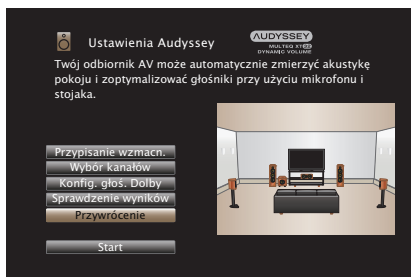 Ustawienia Audyssey
AUDYSSEY
MULTEQ XT32
DYNAMIC VOLUME
Twój odbiornik AV może automatycznie zmierzyć akustykę
pokoju i zoptymalizować głośniki przy użyciu mikrofonu i
stojaka.
Przypisanie wzmacn.
Wybór kanałów
Konfig. głos. Dolby
Sprawdzenie wyników
Przywrócenie
Start